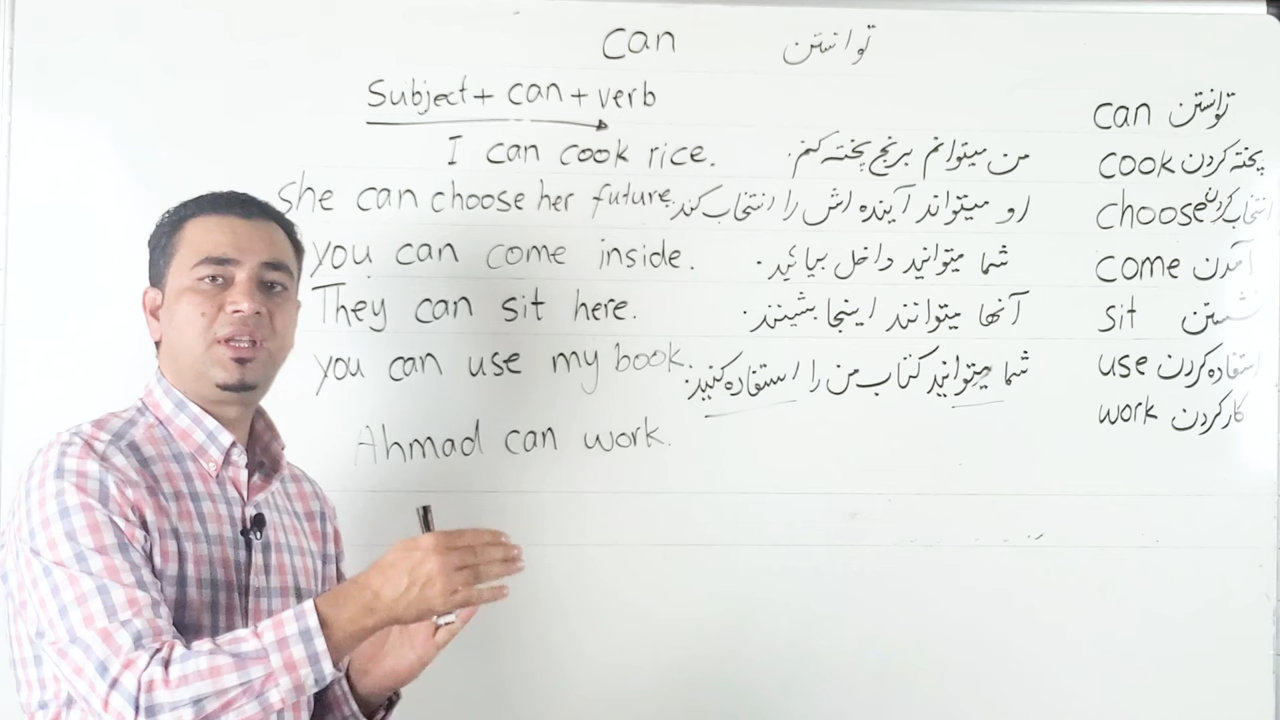 can توانستن
Subject + can + verb
I can cook rice. من میتوانم برنج پخته کنم.
She can choose her future. او میتواند آینده اش را انتخاب کند.
you can come inside. شما میتوانید داخل بیائید.
They can sit here. آنها میتوانند اینجا بشینند.
you can use my book. شما میتوانید کتاب من را استفاده کنید.
Ahmad can work.
can توانستن
cook پخته کردن
choose انتخاب کردن
come آمدن
sit نشستن
use استفاده کردن
work کار کردن